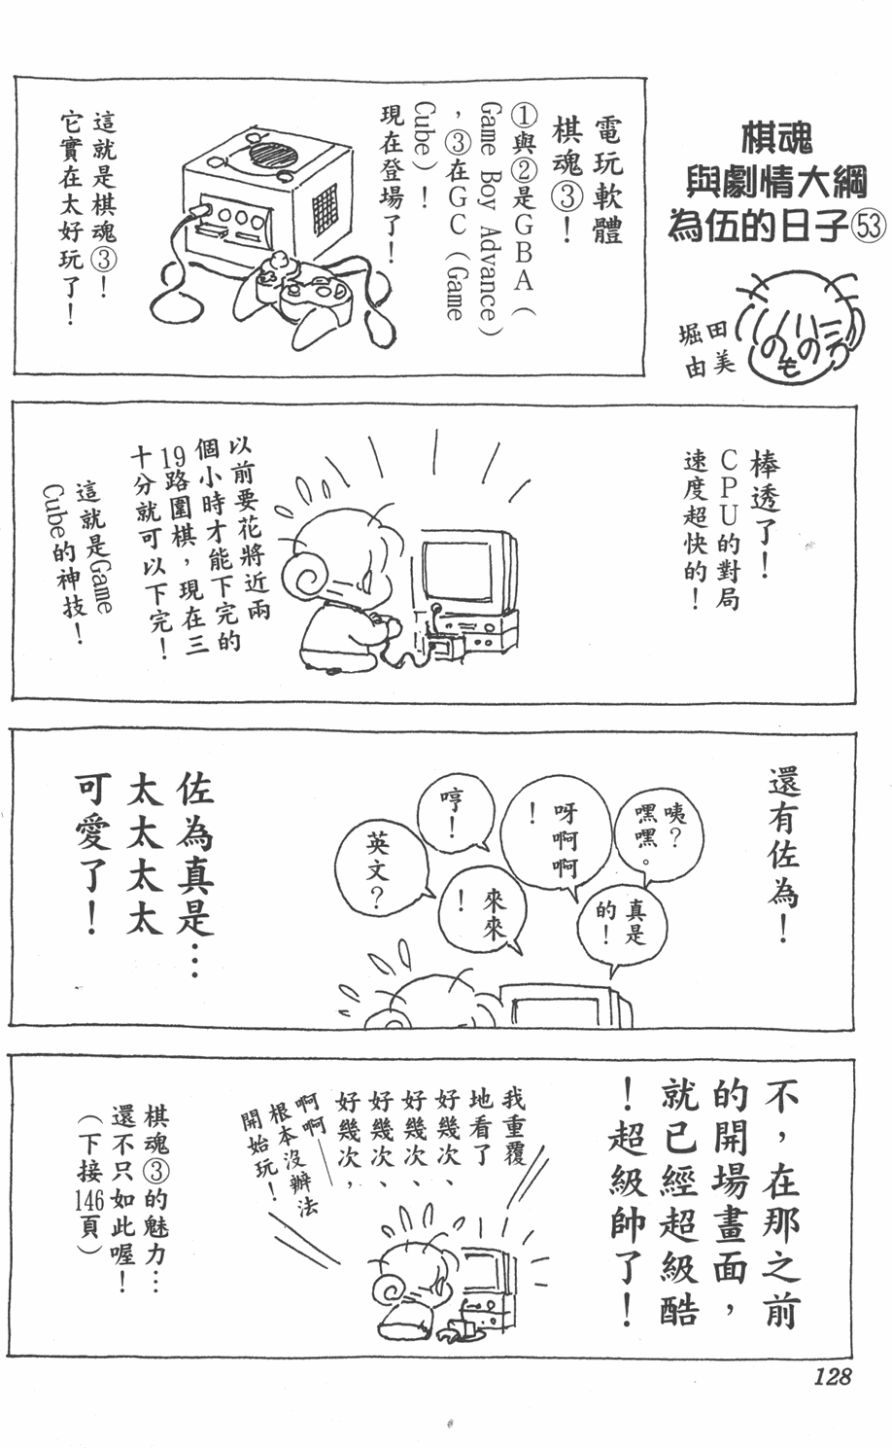 棋魂
與劇情大綱
為伍的日子㊼
堀田
由美
電玩軟體
棋魂③！
①與②是GBA（
Game Boy Advance）
，③在GC（Game
Cube）！
現在登場了！
這就是棋魂③！
它實在太好玩了！
棒透了！
CPU的對局
速度超快的！
以前要花將近兩
個小時才能下完的
19路圍棋，現在三
十分就可以下完！
這就是Game
Cube的神技！
還有佐為！
咦？
嘿嘿。
真是
的！
呀啊啊
！
來來
！
哼！
英文？
佐為真是…
太太太太
可愛了！
不，在那之前
的開場畫面，
就已經超級酷
！超級帥了！
我重覆
地看了
好幾次、
好幾次、
好幾次、
好幾次，
啊啊——
根本沒辦法
開始玩！
棋魂③的魅力…
還不只如此喔！
（下接146頁）
128